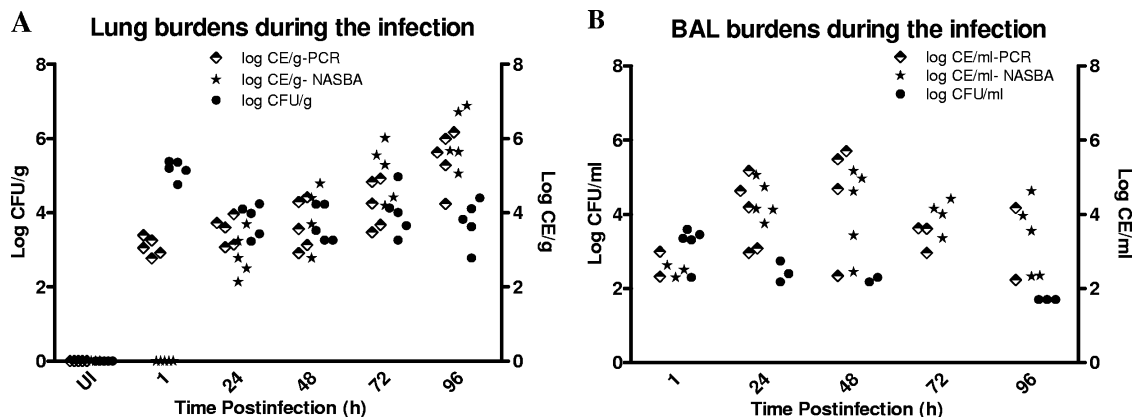 A
Lung burdens during the infection
log CE/g-PCR
log CE/g- NASBA
log CFU/g
Log CFU/g
8
6
4
2
0
Log CE/g
8
6
4
2
0
UI
1
24
48
72
96
Time Postinfection (h)
B
BAL burdens during the infection
log CE/ml-PCR
log CE/ml- NASBA
log CFU/ml
Log CFU/ml
8
6
4
2
0
Log CE/ml
8
6
4
2
0
1
24
48
72
96
Time Postinfection (h)